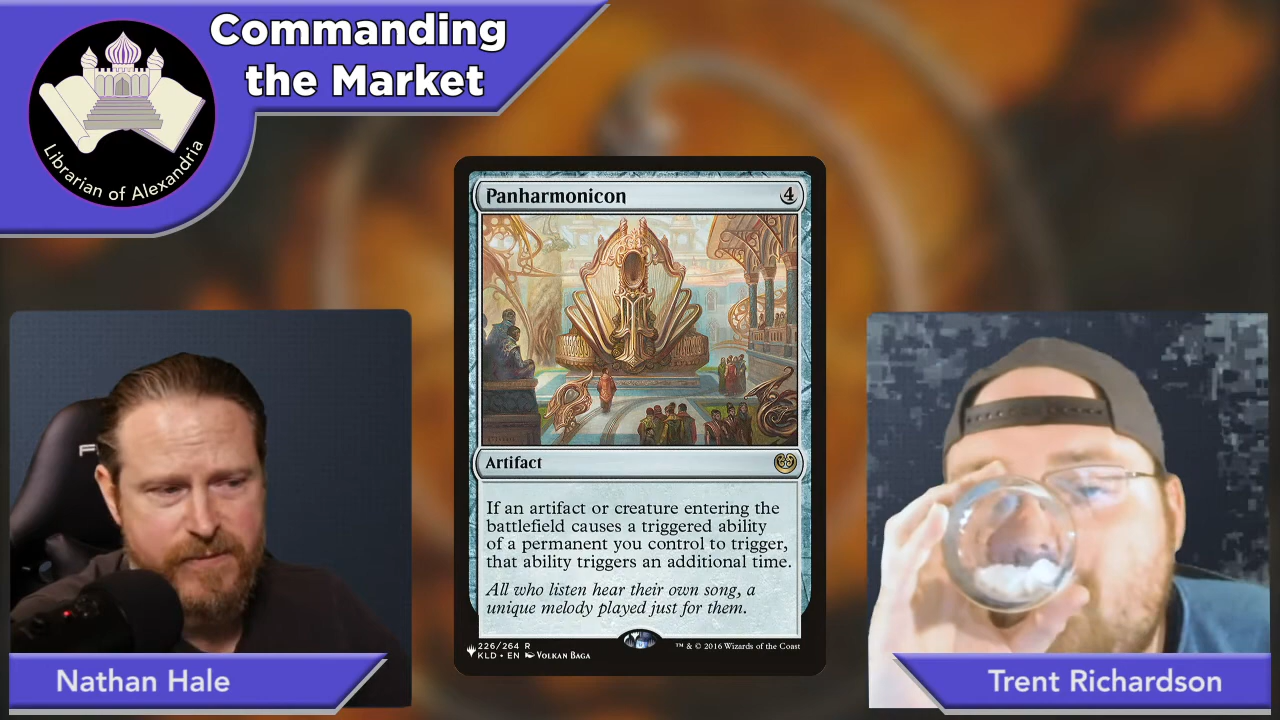 Commanding
the Market
Librarian of Alexandria
Panharmonicon 4
Artifact
If an artifact or creature entering the
battlefield causes a triggered ability
of a permanent you control to trigger,
that ability triggers an additional time.
All who listen hear their own song, a
unique melody played just for them.
226/264 R
KLD • EN Volkan Baga
™ & © 2016 Wizards of the Coast
Nathan Hale
Trent Richardson